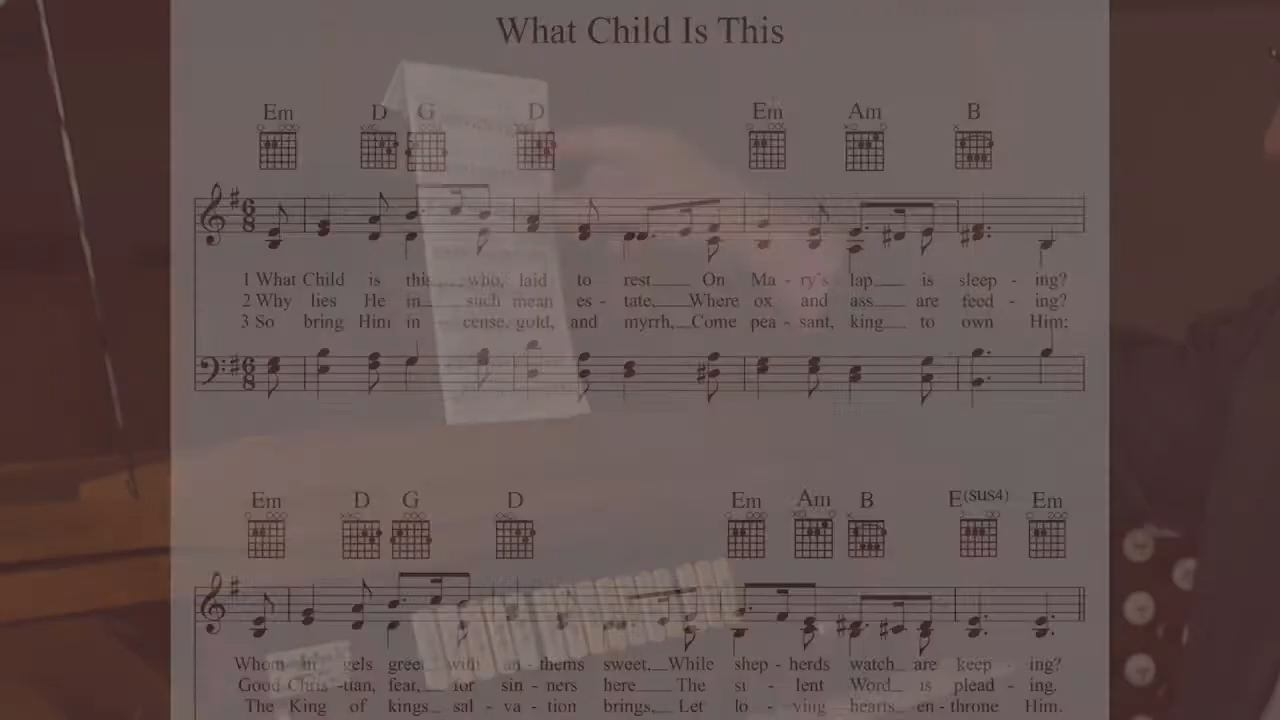 What Child Is This
Em D G D Em Am B
1 What Child is this who, laid to rest On Ma - ry's lap is sleep - ing?
2 Why lies He in such mean es - tate, Where ox and ass are feed - ing?
3 So bring Him in - cense, gold, and myrrh, Come pea - sant, king to own Him:
Em D G D Em Am B E(sus4) Em
Whom gels greet with an - thems sweet, While shep - herds watch are keep - ing?
Good Chris - tian, fear, for sin - ners here The si - lent Word is plead - ing.
The King of kings sal - va - tion brings, Let lo - ving hearts en - throne Him.